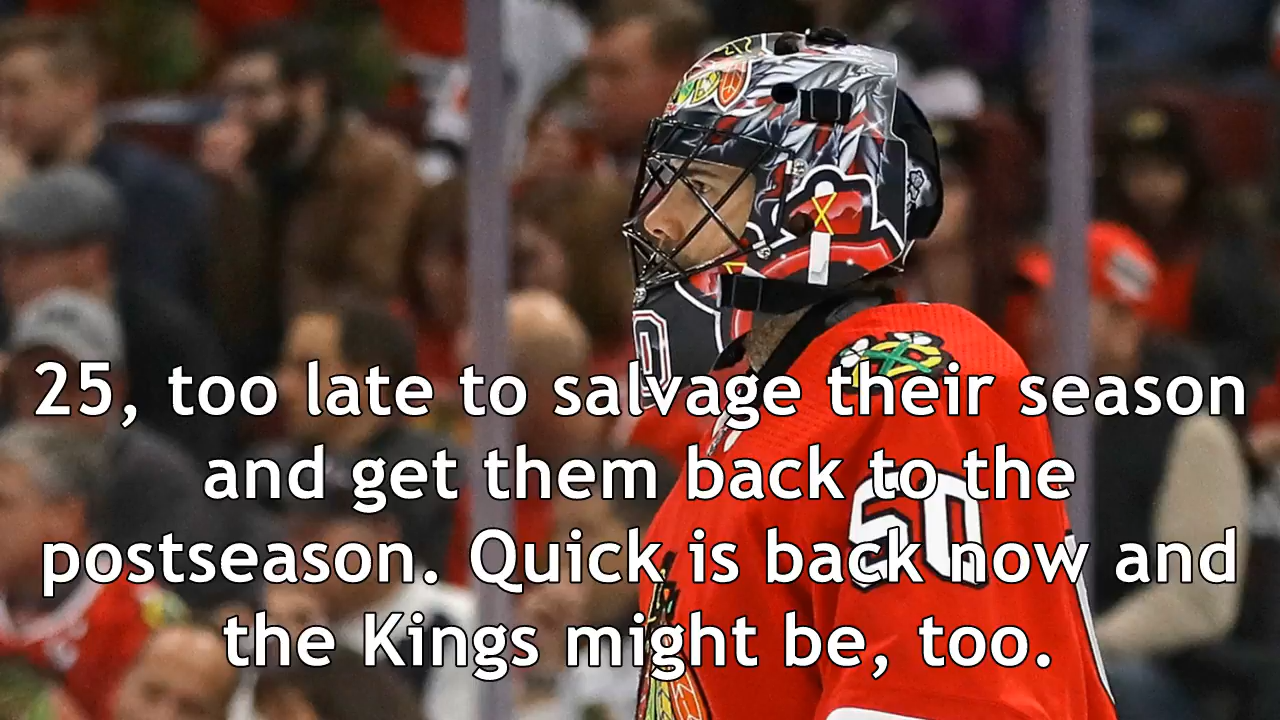 25, too late to salvage their season
and get them back to the
postseason. Quick is back now and
the Kings might be, too.
50